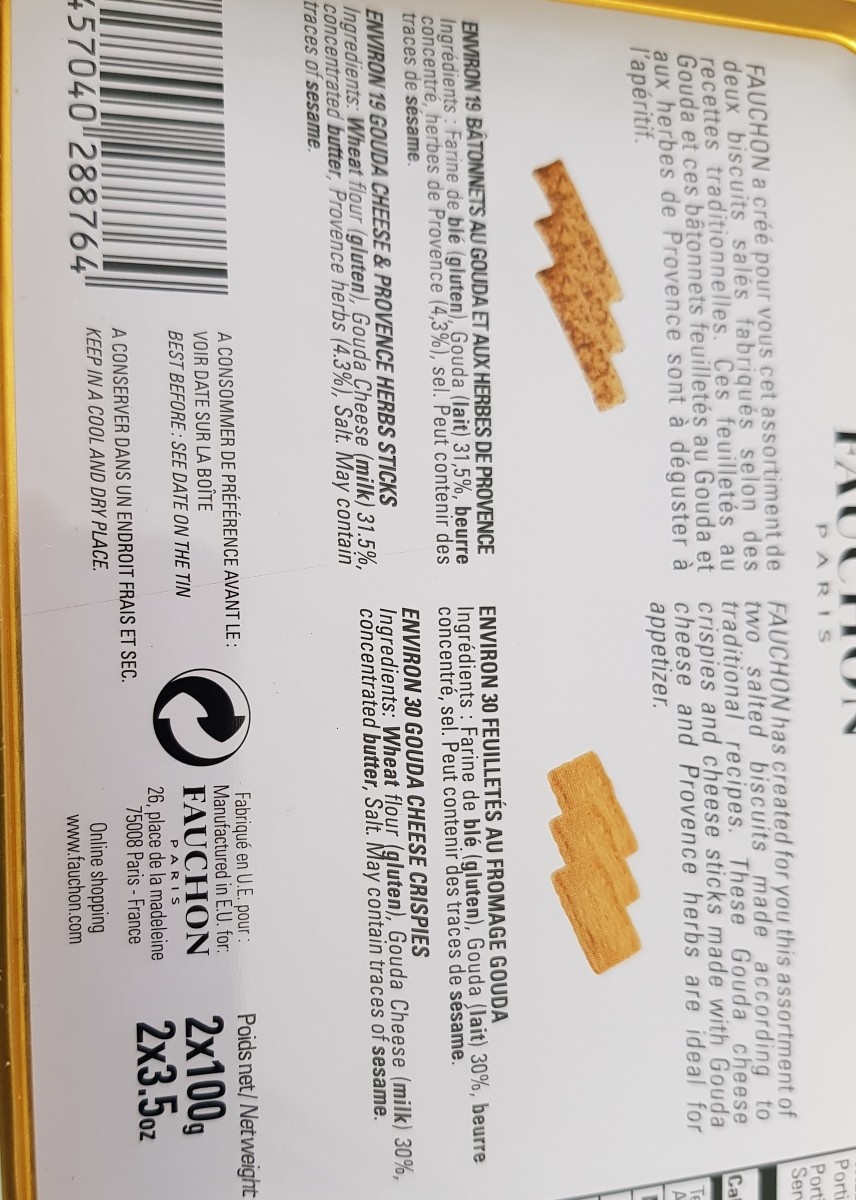 FAUCHON
PARIS
FAUCHON a créé pour vous cet assortiment de
deux biscuits salés fabriqués selon des
recettes traditionnelles. Ces feuilletés au
Gouda et ces bâtonnets feuilletés au Gouda et
aux herbes de Provence sont à déguster à
l'apéritif.
FAUCHON has created for you this assortment of
two salted biscuits made according to
traditional recipes. These Gouda cheese
crispies and cheese sticks made with Gouda
cheese and Provence herbs are ideal for
appetizer.
ENVIRON 19 BÂTONNETS AU GOUDA ET AUX HERBES DE PROVENCE
Ingrédients : Farine de blé (gluten), Gouda (lait) 31,5%, beurre
concentré, herbes de Provence (4,3%), sel. Peut contenir des
traces de sésame.
ENVIRON 19 GOUDA CHEESE & PROVENCE HERBS STICKS
Ingredients: Wheat flour (gluten), Gouda Cheese (milk) 31.5%,
concentrated butter, Provence herbs (4.3%), Salt. May contain
traces of sesame.
ENVIRON 30 FEUILLETÉS AU FROMAGE GOUDA
Ingrédients : Farine de blé (gluten), Gouda (lait) 30%, beurre
concentré, sel. Peut contenir des traces de sésame.
ENVIRON 30 GOUDA CHEESE CRISPIES
Ingredients: Wheat flour (gluten), Gouda Cheese (milk) 30%,
concentrated butter, Salt. May contain traces of sesame.
A CONSOMMER DE PRÉFÉRENCE AVANT LE :
VOIR DATE SUR LA BOÎTE
BEST BEFORE : SEE DATE ON THE TIN
A CONSERVER DANS UN ENDROIT FRAIS ET SEC.
KEEP IN A COOL AND DRY PLACE.
457040 288764
Fabriqué en U.E. pour :
Manufactured in E.U. for:
FAUCHON
PARIS
26, place de la madeleine
75008 Paris - France
Online shopping
www.fauchon.com
Poids net / Net weight
2x100g
2x3.5oz